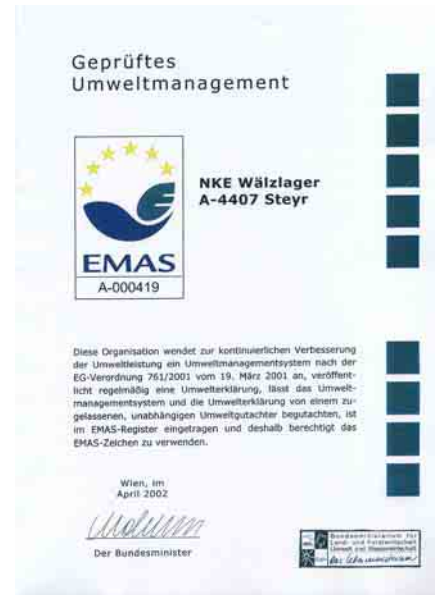 Geprüftes
Umweltmanagement
NKE Wälzlager
A-4407 Steyr
EMAS
A-000419
Diese Organisation wendet zur kontinuierlichen Verbesserung
der Umweltleistung ein Umweltmanagementsystem nach der
EG-Verordnung 761/2001 vom 19. März 2001 an, veröffent-
licht regelmäßig eine Umwelterklärung, lässt das Umwelt-
managementsystem und die Umwelterklärung von einem zu-
gelassenen, unabhängigen Umweltgutachter begutachten, ist
im EMAS-Register eingetragen und deshalb berechtigt das
EMAS-Zeichen zu verwenden.
Wien, im
April 2002
Der Bundesminister
Bundesministerium für
Land- und Forstwirtschaft
Umwelt und Wasserwirtschaft
das Lebensministerium